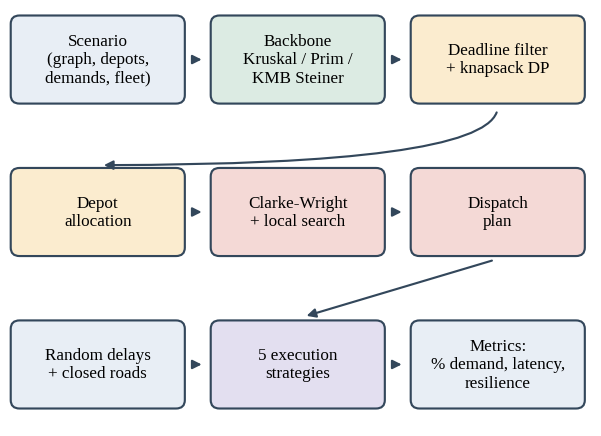 Scenario
(graph, depots,
demands, fleet)
Backbone
Kruskal / Prim /
KMB Steiner
Deadline filter
+ knapsack DP
Depot
allocation
Clarke-Wright
+ local search
Dispatch
plan
Random delays
+ closed roads
5 execution
strategies
Metrics:
% demand, latency,
resilience